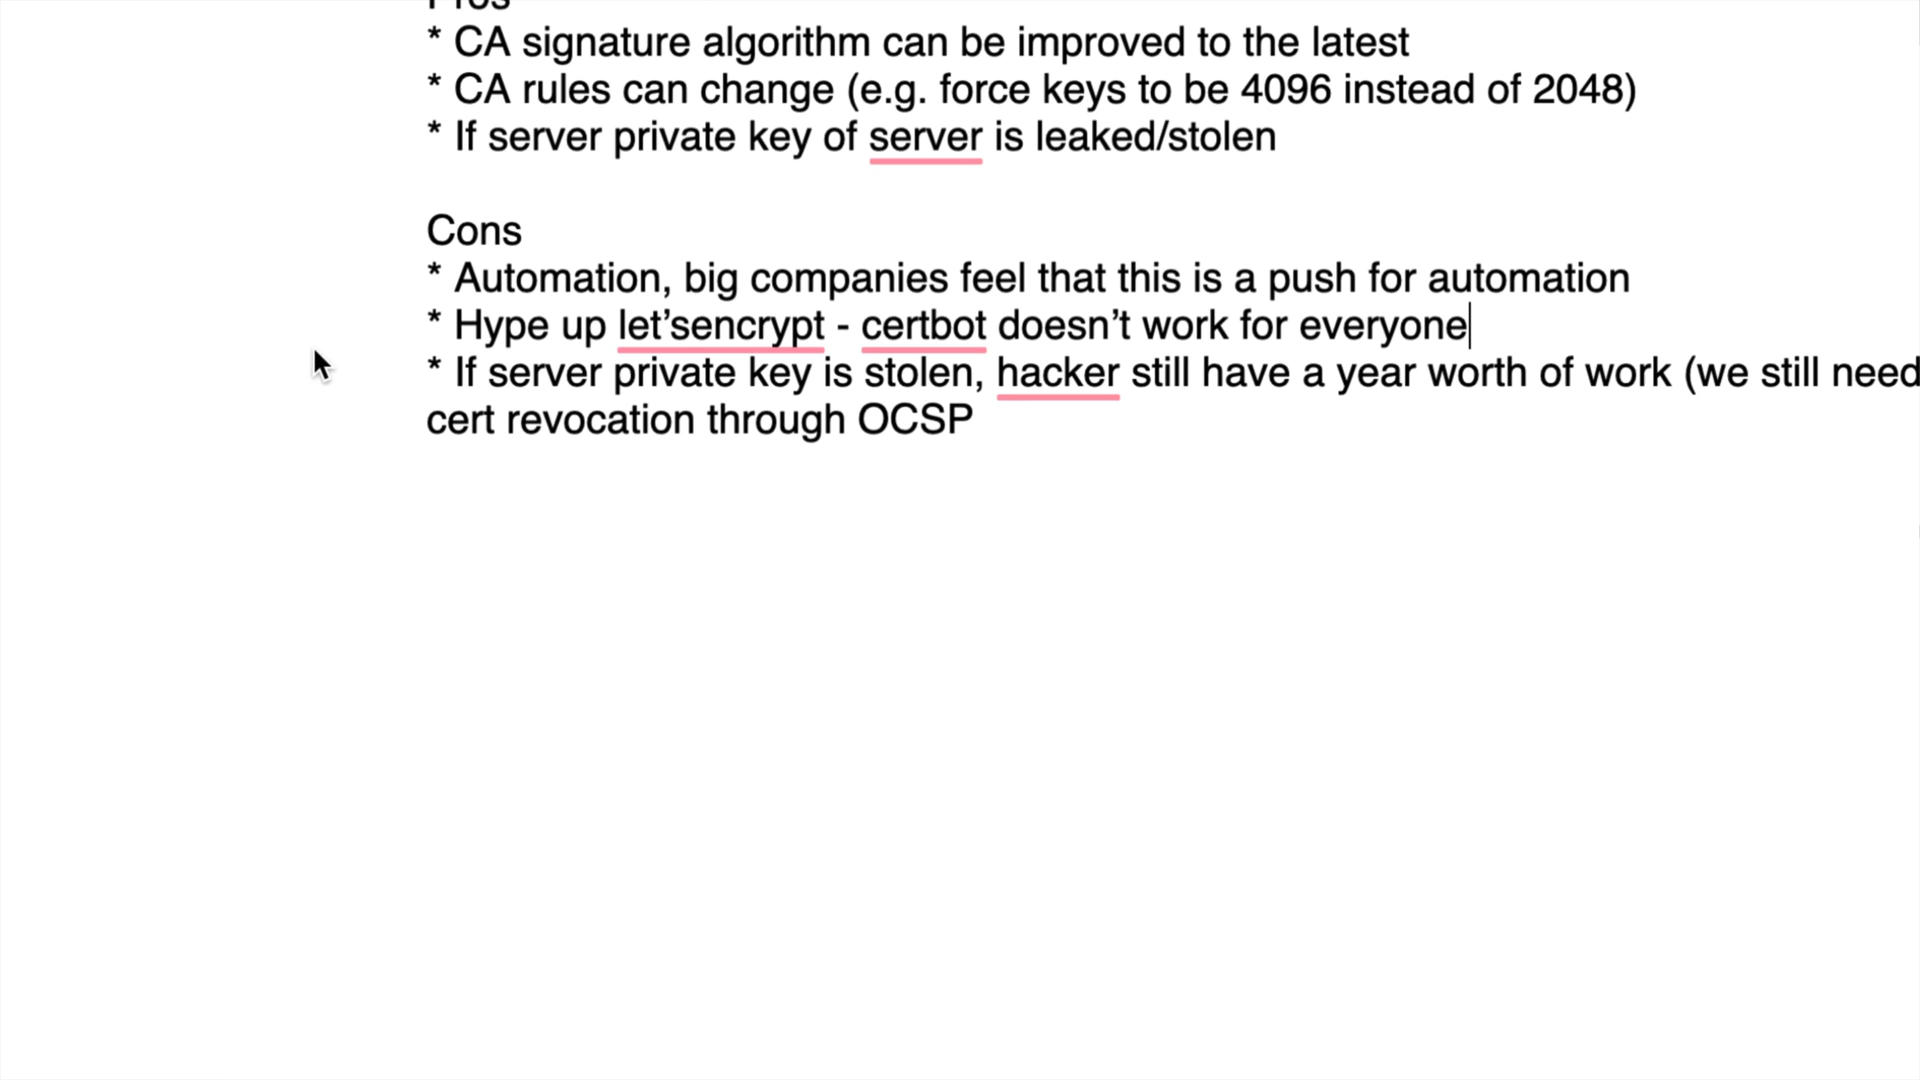 Pros
* CA signature algorithm can be improved to the latest
* CA rules can change (e.g. force keys to be 4096 instead of 2048)
* If server private key of server is leaked/stolen
Cons
* Automation, big companies feel that this is a push for automation
* Hype up let’sencrypt - certbot doesn’t work for everyone
* If server private key is stolen, hacker still have a year worth of work (we still need
cert revocation through OCSP